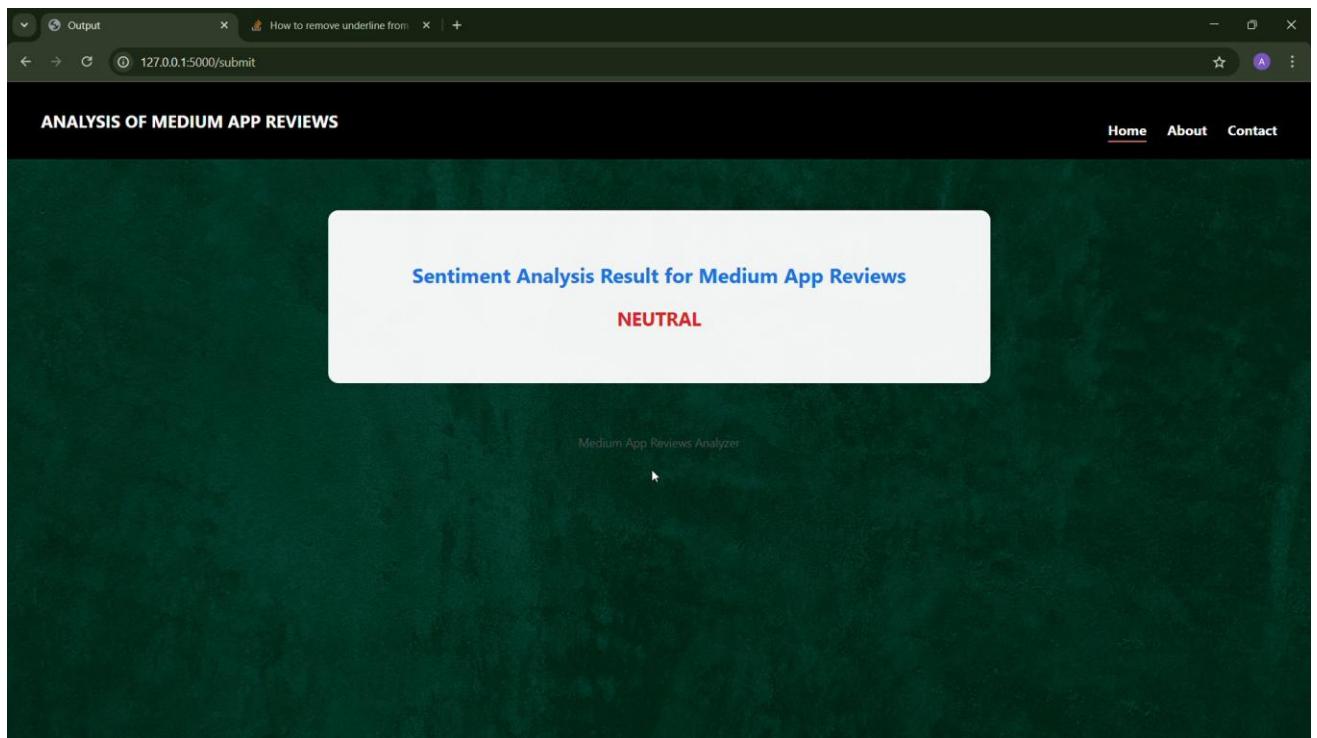 Output
How to remove underline from
127.0.0.1:5000/submit
A
ANALYSIS OF MEDIUM APP REVIEWS
Home About Contact
Sentiment Analysis Result for Medium App Reviews
NEUTRAL
Medium App Reviews Analyzer